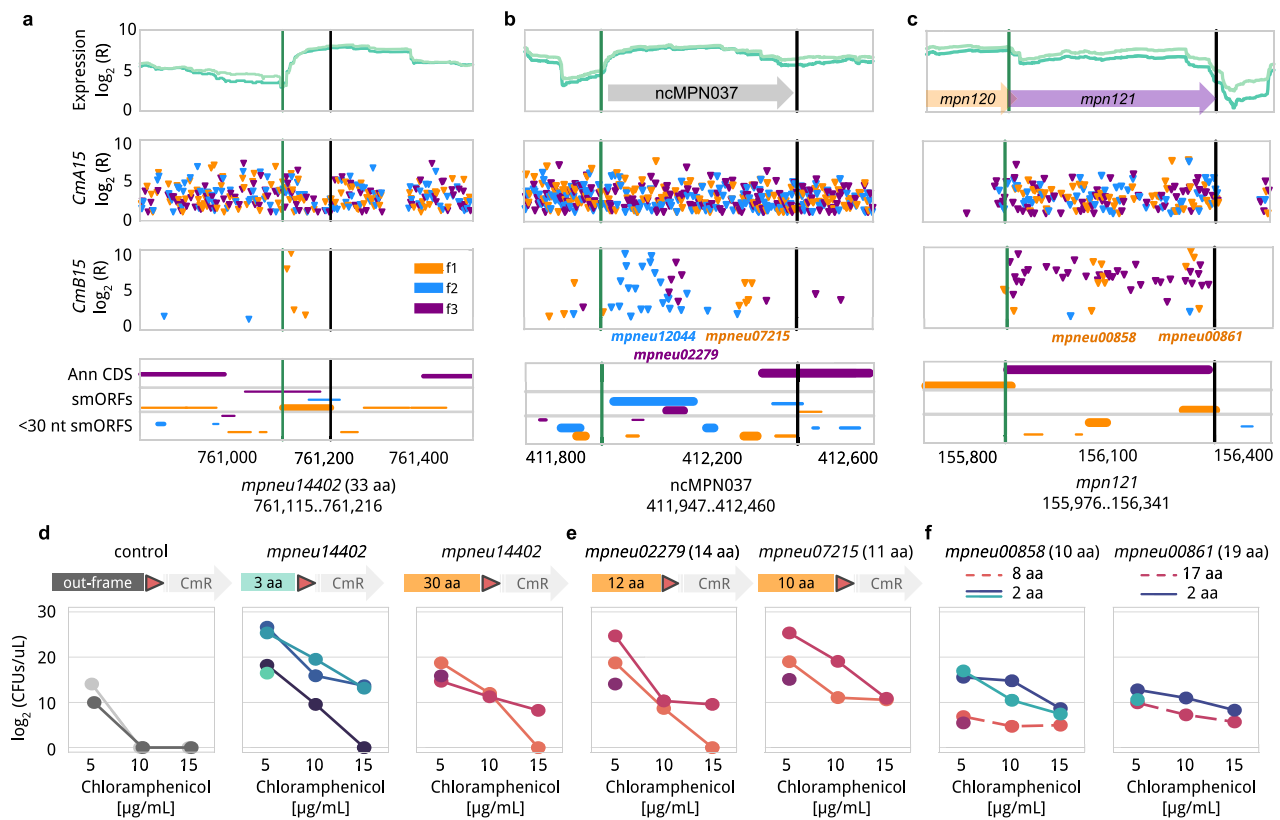 a
b
c
Expression
log2 (R)
10
5
0
ncMPN037
mpn120
mpn121
CmA15
log2 (R)
10
5
0
CmB15
log2 (R)
10
5
0
f1
f2
f3
mpneu12044
mpneu07215
mpneu02279
mpneu00858
mpneu00861
Ann CDS
smORFs
<30 nt smORFS
761,000
761,200
761,400
411,800
412,200
412,600
155,800
156,100
156,400
mpneu14402 (33 aa)
761,115..761,216
ncMPN037
411,947..412,460
mpn121
155,976..156,341
d
control
mpneu14402
mpneu14402
e
mpneu02279 (14 aa)
mpneu07215 (11 aa)
f
mpneu00858 (10 aa)
mpneu00861 (19 aa)
out-frame
CmR
3 aa
CmR
30 aa
CmR
12 aa
CmR
10 aa
CmR
8 aa
2 aa
17 aa
2 aa
log2 (CFUs/uL)
30
20
10
0
5 10 15
5 10 15
5 10 15
5 10 15
5 10 15
5 10 15
5 10 15
Chloramphenicol
[µg/mL]
Chloramphenicol
[µg/mL]
Chloramphenicol
[µg/mL]
Chloramphenicol
[µg/mL]
Chloramphenicol
[µg/mL]
Chloramphenicol
[µg/mL]
Chloramphenicol
[µg/mL]